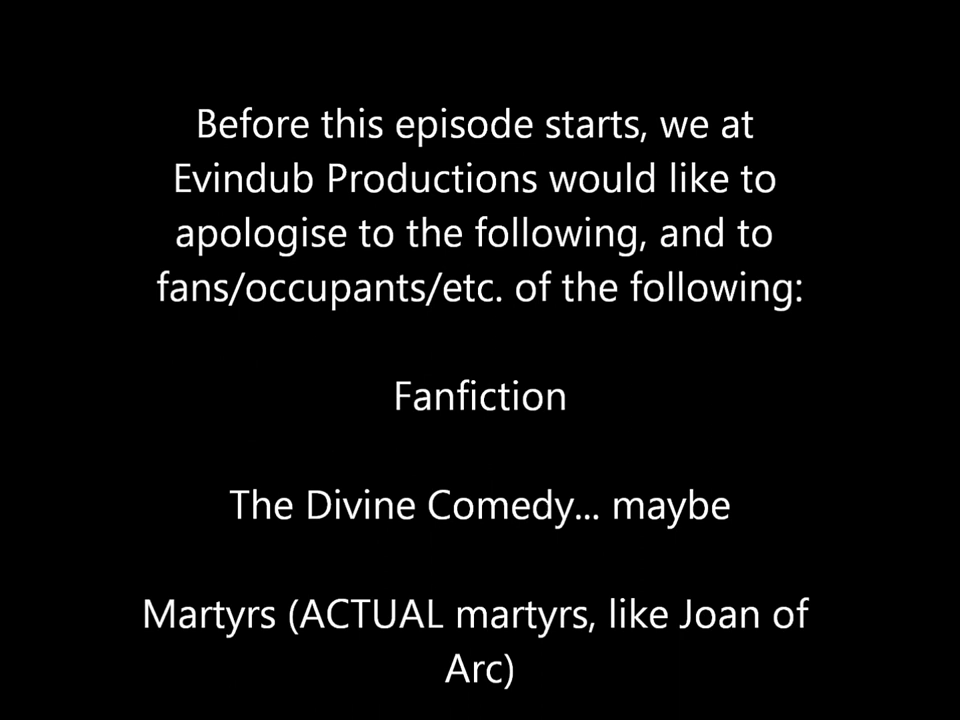 Before this episode starts, we at
Evindub Productions would like to
apologise to the following, and to
fans/occupants/etc. of the following:
Fanfiction
The Divine Comedy... maybe
Martyrs (ACTUAL martyrs, like Joan of
Arc)